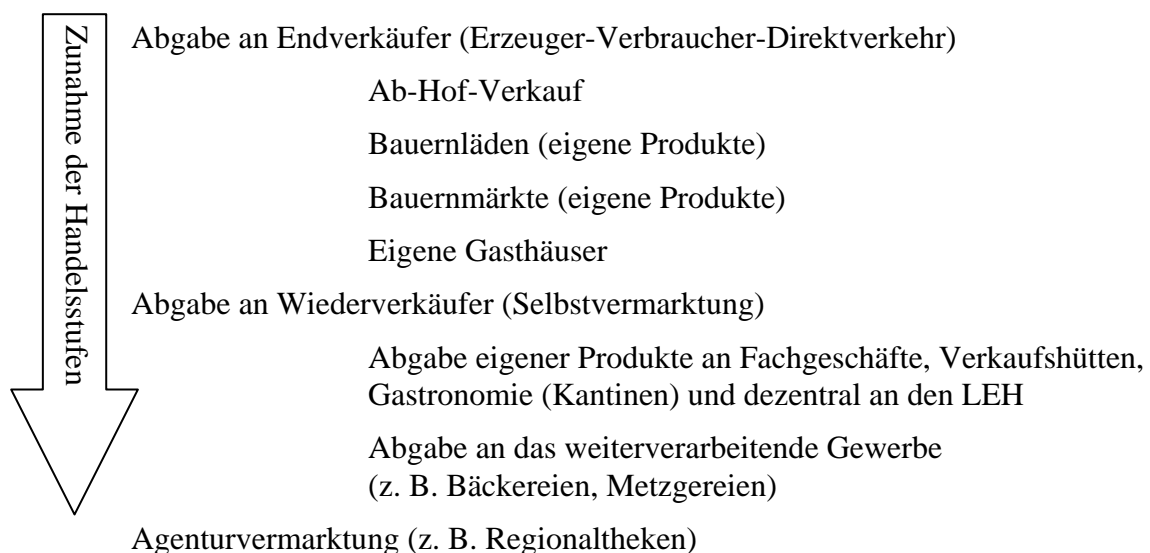 Zunahme der Handelsstufen
Abgabe an Endverkäufer (Erzeuger-Verbraucher-Direktverkehr)
Ab-Hof-Verkauf
Bauernläden (eigene Produkte)
Bauernmärkte (eigene Produkte)
Eigene Gasthäuser
Abgabe an Wiederverkäufer (Selbstvermarktung)
Abgabe eigener Produkte an Fachgeschäfte, Verkaufshütten,
Gastronomie (Kantinen) und dezentral an den LEH
Abgabe an das weiterverarbeitende Gewerbe
(z. B. Bäckereien, Metzgereien)
Agenturvermarktung (z. B. Regionaltheken)